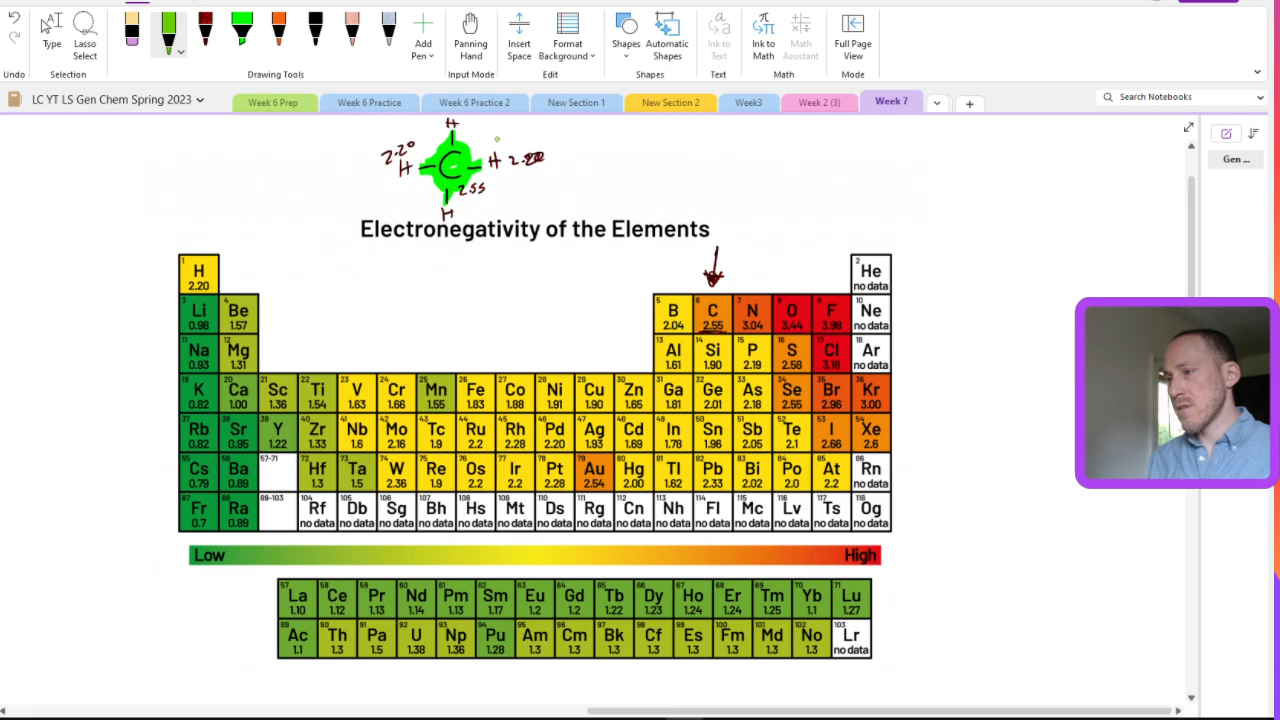 Undo
Type
Lasso Select
Selection
Drawing Tools
Add Pen
Panning Hand
Input Mode
Insert Space
Format Background
Edit
Shapes
Automatic Shapes
Shapes
Ink to Text
Text
Ink to Math
Math Assistant
Math
Full Page View
Mode
LC YT LS Gen Chem Spring 2023
Week 6 Prep
Week 6 Practice
Week 6 Practice 2
New Section 1
New Section 2
Week3
Week 2 (3)
Week 7
Search Notebooks
Gen ...
H
2.20
H C H 2.20
2.55
H
Electronegativity of the Elements
1 H 2.20 2 He no data
3 Li 0.98 4 Be 1.57 5 B 2.04 6 C 2.55 7 N 3.04 8 O 3.44 9 F 3.98 10 Ne no data
11 Na 0.93 12 Mg 1.31 13 Al 1.61 14 Si 1.90 15 P 2.19 16 S 2.58 17 Cl 3.16 18 Ar no data
19 K 0.82 20 Ca 1.00 21 Sc 1.36 22 Ti 1.54 23 V 1.63 24 Cr 1.66 25 Mn 1.55 26 Fe 1.83 27 Co 1.88 28 Ni 1.91 29 Cu 1.90 30 Zn 1.65 31 Ga 1.81 32 Ge 2.01 33 As 2.18 34 Se 2.55 35 Br 2.96 36 Kr 3.00
37 Rb 0.82 38 Sr 0.95 39 Y 1.22 40 Zr 1.33 41 Nb 1.6 42 Mo 2.16 43 Tc 1.9 44 Ru 2.2 45 Rh 2.28 46 Pd 2.20 47 Ag 1.93 48 Cd 1.69 49 In 1.78 50 Sn 1.96 51 Sb 2.05 52 Te 2.1 53 I 2.66 54 Xe 2.6
55 Cs 0.79 56 Ba 0.89 57-71 72 Hf 1.3 73 Ta 1.5 74 W 2.36 75 Re 1.9 76 Os 2.2 77 Ir 2.2 78 Pt 2.28 79 Au 2.54 80 Hg 2.00 81 Tl 1.62 82 Pb 2.33 83 Bi 2.02 84 Po 2.0 85 At 2.2 86 Rn no data
87 Fr 0.7 88 Ra 0.89 89-103 104 Rf no data 105 Db no data 106 Sg no data 107 Bh no data 108 Hs no data 109 Mt no data 110 Ds no data 111 Rg no data 112 Cn no data 113 Nh no data 114 Fl no data 115 Mc no data 116 Lv no data 117 Ts no data 118 Og no data
Low High
57 La 1.10 58 Ce 1.12 59 Pr 1.13 60 Nd 1.14 61 Pm 1.13 62 Sm 1.17 63 Eu 1.2 64 Gd 1.2 65 Tb 1.22 66 Dy 1.23 67 Ho 1.24 68 Er 1.24 69 Tm 1.25 70 Yb 1.1 71 Lu 1.27
89 Ac 1.1 90 Th 1.3 91 Pa 1.5 92 U 1.38 93 Np 1.36 94 Pu 1.28 95 Am 1.3 96 Cm 1.3 97 Bk 1.3 98 Cf 1.3 99 Es 1.3 100 Fm 1.3 101 Md 1.3 102 No 1.3 103 Lr no data